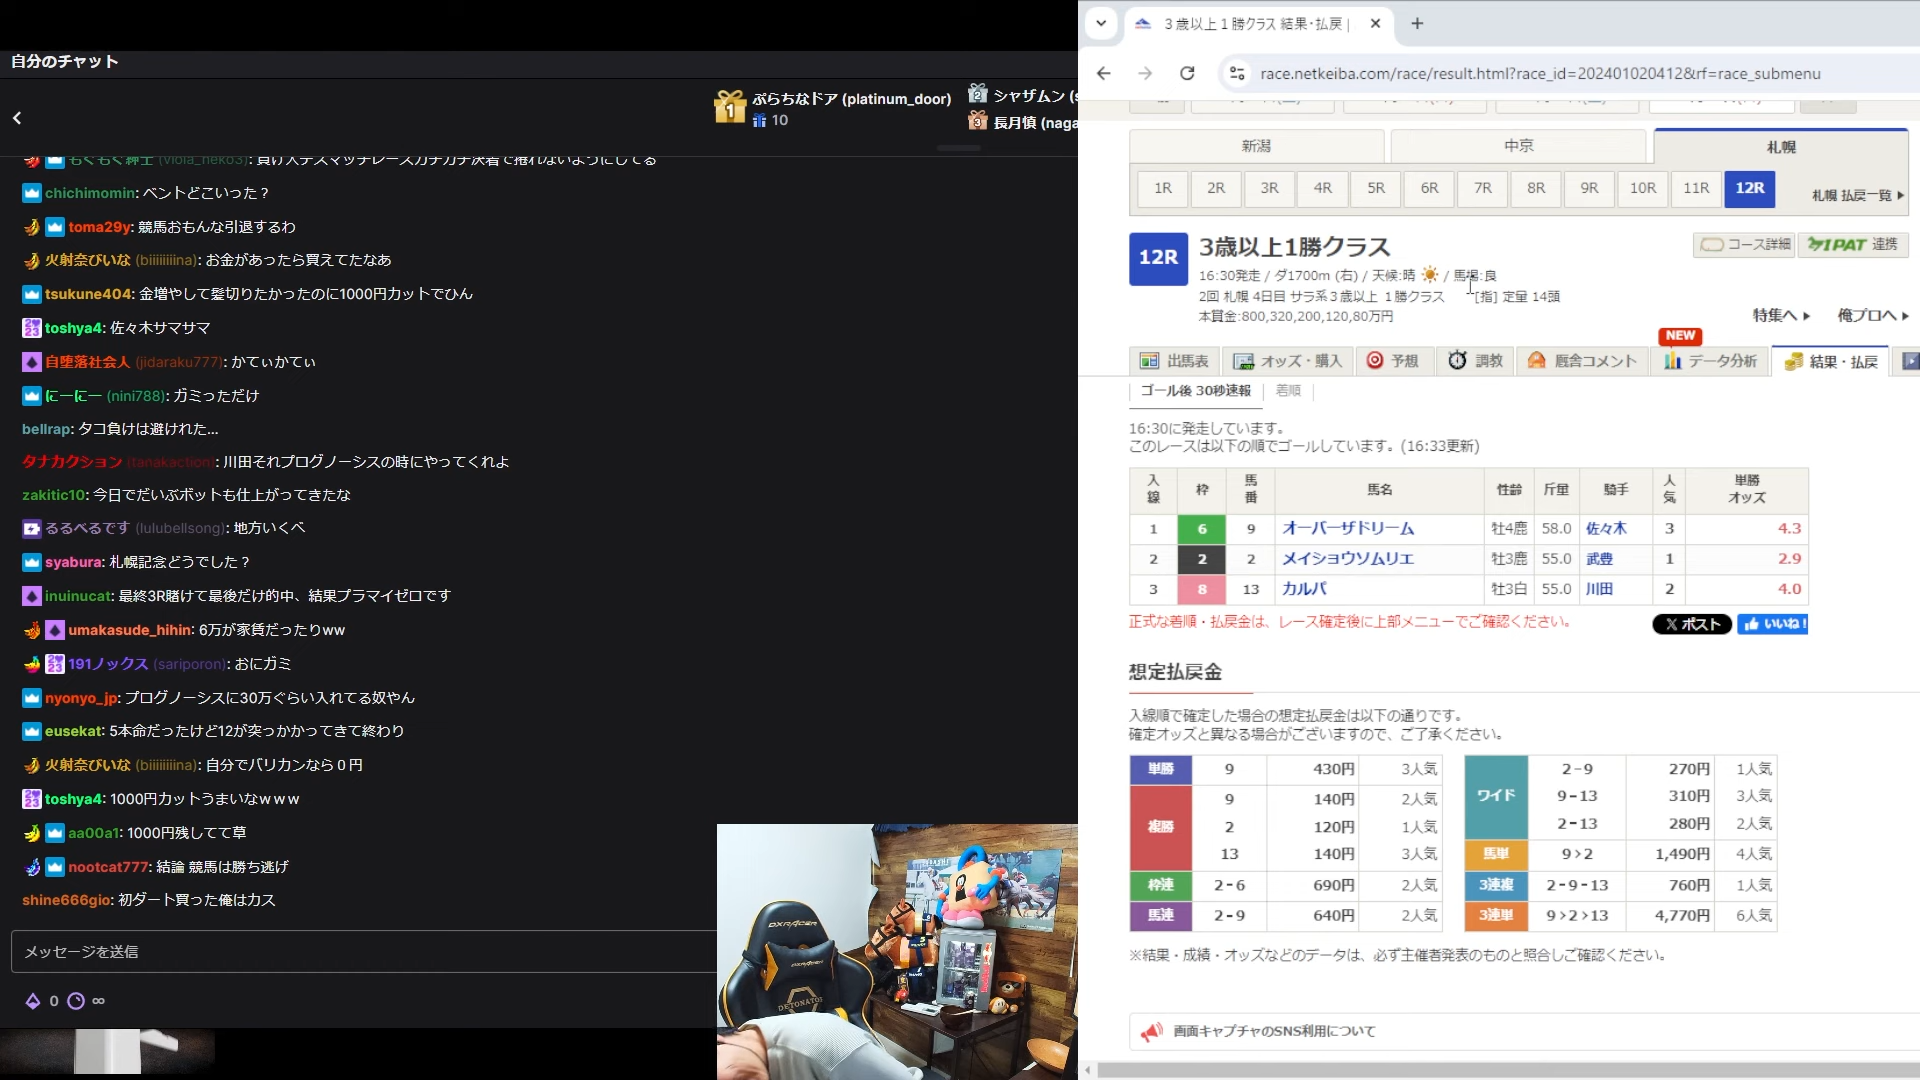 自分のチャット
1 ぷらちなドア (platinum_door)
10
2 シャザムン (s
3 長月慎 (naga
もぐもぐ紳士 (viola_neko3): 負け犬デスマッチレースガチガチ決着で捲れないようにしてる
chichimomin: ベントどこいった？
toma29y: 競馬おもんな引退するわ
火射奈びいな (biiiiiiiina): お金があったら買えてたなあ
tsukune404: 金増やして髪切りたかったのに1000円カットでひん
toshya4: 佐々木サマサマ
自堕落社会人 (jidaraku777): かてぃかてぃ
にーにー (nini788): ガミっただけ
bellrap: タコ負けは避けれた...
タナカクション (tanakaction): 川田それプログノーシスの時にやってくれよ
zakitic10: 今日でだいぶボットも仕上がってきたな
るるべるです (lulubellsong): 地方いくべ
syabura: 札幌記念どうでした？
inuinucat: 最終3R賭けて最後だけ的中、結果プラマイゼロです
umakasude_hihin: 6万が家賃だったりww
191ノックス (sariporon): おにガミ
nyonyo_jp: プログノーシスに30万ぐらい入れてる奴やん
eusekat: 5本命だったけど12が突っかかってきて終わり
火射奈びいな (biiiiiiiina): 自分でバリカンなら０円
toshya4: 1000円カットうまいなｗｗｗ
aa00a1: 1000円残してて草
nootcat777: 結論 競馬は勝ち逃げ
shine666gio: 初ダート買った俺はカス
メッセージを送信
0 ∞
DXRACER
DXRACER
DETONATOR
３歳以上１勝クラス 結果・払戻 |
race.netkeiba.com/race/result.html?race_id=202401020412&rf=race_submenu
新潟 中京 札幌
1R 2R 3R 4R 5R 6R 7R 8R 9R 10R 11R 12R 札幌 払戻一覧
12R 3歳以上1勝クラス コース詳細 IPAT 連携
16:30発走 / ダ1700m (右) / 天候:晴 / 馬場:良
2回 札幌 4日目 サラ系３歳以上 １勝クラス [指] 定量 14頭
本賞金:800,320,200,120,80万円
特集へ 俺プロへ
NEW
出馬表 オッズ・購入 予想 調教 厩舎コメント データ分析 結果・払戻
ゴール後 30秒速報 着順
16:30に発走しています。
このレースは以下の順でゴールしています。(16:33更新)
入線 枠 馬番 馬名 性齢 斤量 騎手 人気 単勝オッズ
1 6 9 オーバーザドリーム 牡4鹿 58.0 佐々木 3 4.3
2 2 2 メイショウソムリエ 牡3鹿 55.0 武豊 1 2.9
3 8 13 カルパ 牡3白 55.0 川田 2 4.0
正式な着順・払戻金は、レース確定後に上部メニューでご確認ください。
ポスト いいね！
想定払戻金
入線順で確定した場合の想定払戻金は以下の通りです。
確定オッズと異なる場合がございますので、ご了承ください。
単勝 9 430円 3人気
複勝 9 140円 2人気
2 120円 1人気
13 140円 3人気
枠連 2-6 690円 2人気
馬連 2-9 640円 2人気
ワイド 2-9 270円 1人気
9-13 310円 3人気
2-13 280円 2人気
馬単 9>2 1,490円 4人気
3連複 2-9-13 760円 1人気
3連単 9>2>13 4,770円 6人気
※結果・成績・オッズなどのデータは、必ず主催者発表のものと照合しご確認ください。
画面キャプチャのSNS利用について